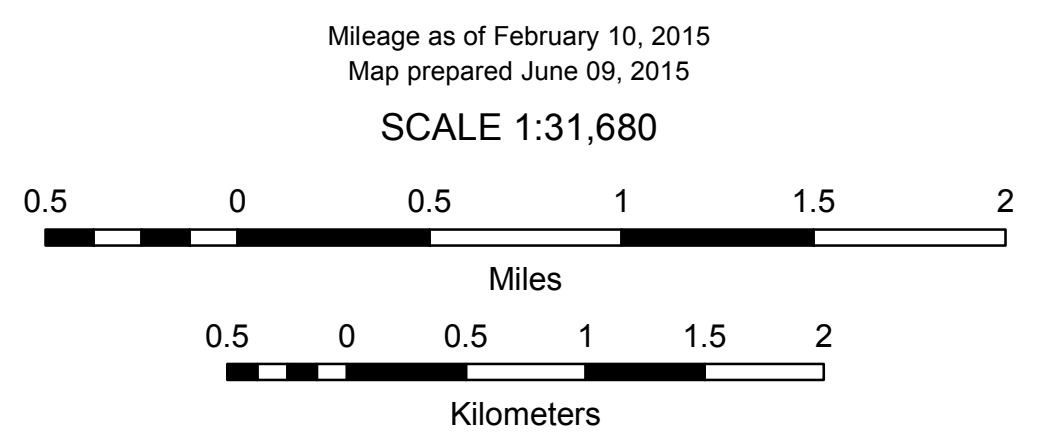 Mileage as of February 10, 2015
Map prepared June 09, 2015
SCALE 1:31,680
0.5 0 0.5 1 1.5 2
Miles
0.5 0 0.5 1 1.5 2
Kilometers